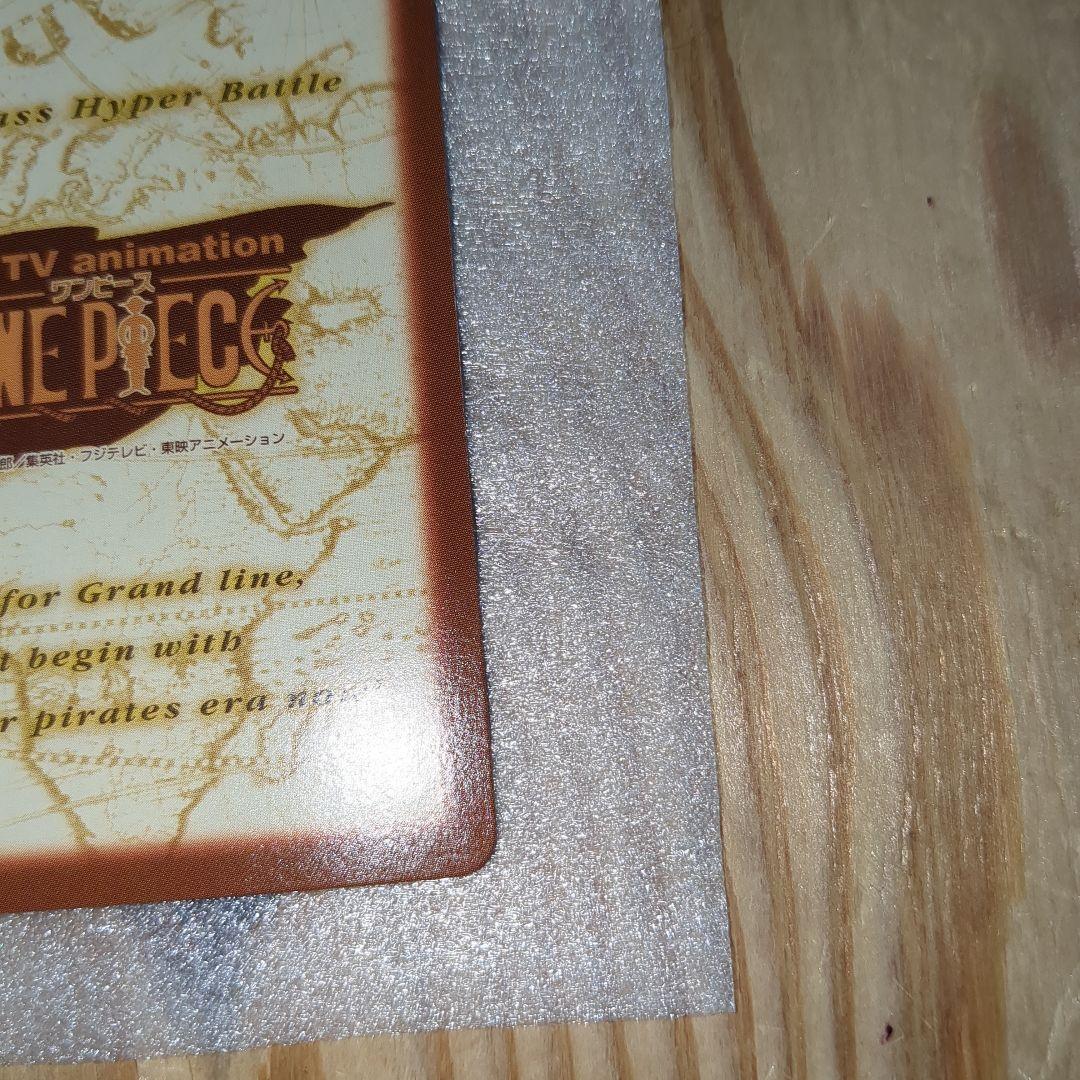 ass Hyper Battle
TV animation
ワンピース
NE PIECE
郎／集英社・フジテレビ・東映アニメーション
for Grand line,
t begin with
r pirates era now